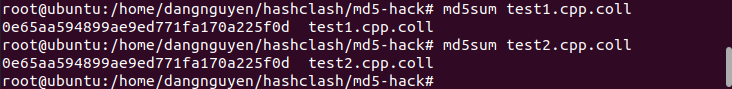 root@ubuntu:/home/dangnguyen/hashclash/md5-hack# md5sum test1.cpp.coll
0e65aa594899ae9ed771fa170a225f0d  test1.cpp.coll
root@ubuntu:/home/dangnguyen/hashclash/md5-hack# md5sum test2.cpp.coll
0e65aa594899ae9ed771fa170a225f0d  test2.cpp.coll
root@ubuntu:/home/dangnguyen/hashclash/md5-hack#